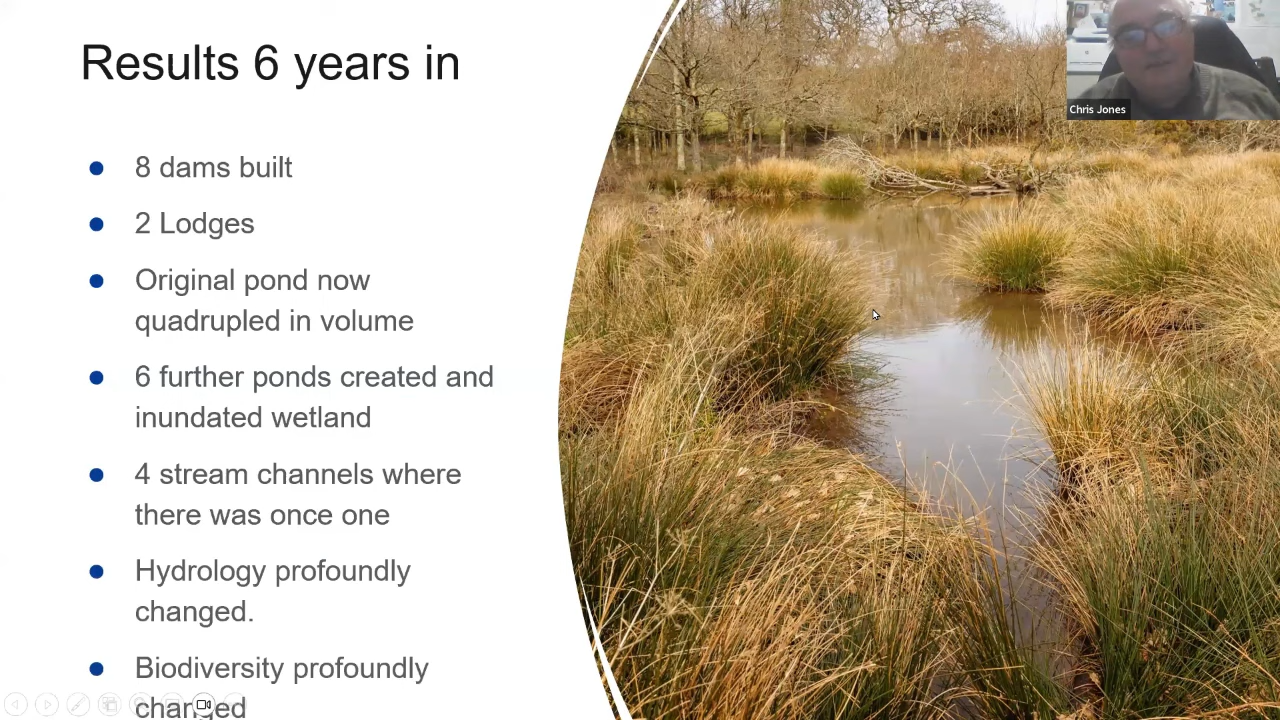 Results 6 years in
Chris Jones
● 8 dams built
● 2 Lodges
● Original pond now
quadrupled in volume
● 6 further ponds created and
inundated wetland
● 4 stream channels where
there was once one
● Hydrology profoundly
changed.
● Biodiversity profoundly
changed